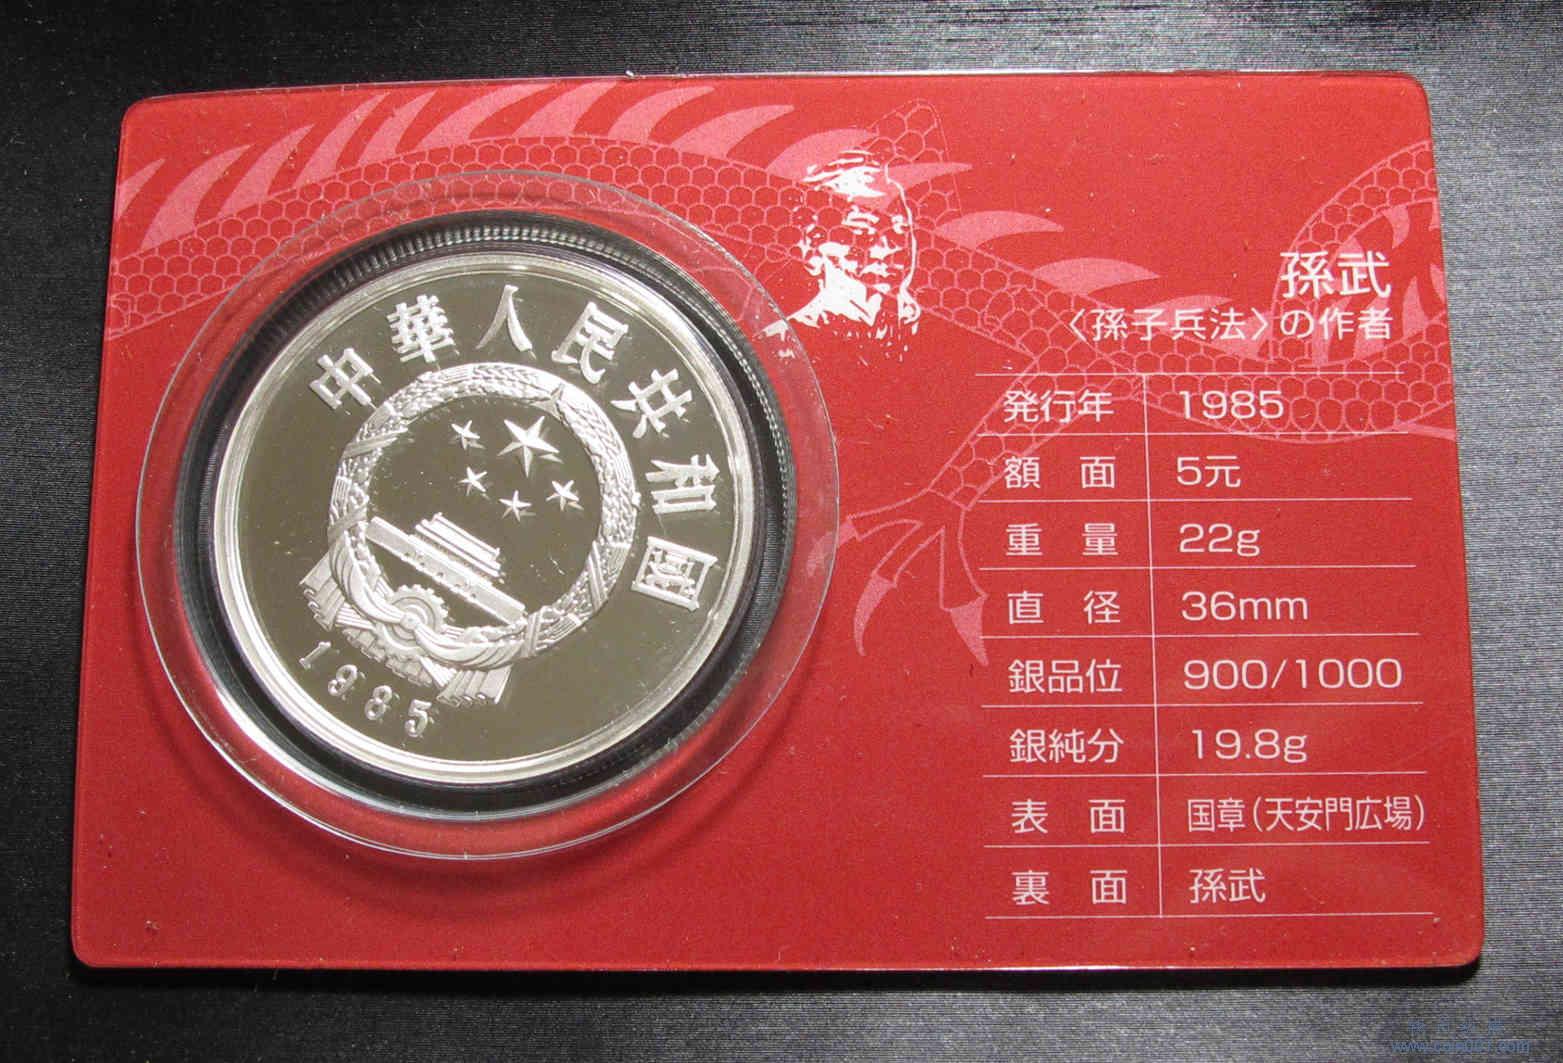 中華人民共和國
1985
孫武
〈孫子兵法〉の作者
発行年 1985
額 面 5元
重 量 22g
直 径 36mm
銀品位 900/1000
銀純分 19.8g
表 面 国章(天安門広場)
裏 面 孫武